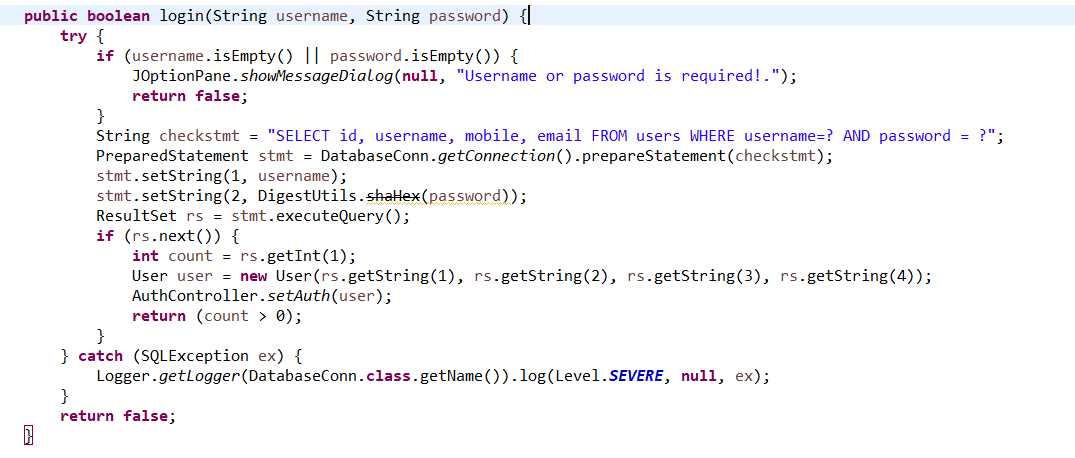 public boolean login(String username, String password) {
    try {
        if (username.isEmpty() || password.isEmpty()) {
            JOptionPane.showMessageDialog(null, "Username or password is required!.");
            return false;
        }
        String checkstmt = "SELECT id, username, mobile, email FROM users WHERE username=? AND password = ?";
        PreparedStatement stmt = DatabaseConn.getConnection().prepareStatement(checkstmt);
        stmt.setString(1, username);
        stmt.setString(2, DigestUtils.shaHex(password));
        ResultSet rs = stmt.executeQuery();
        if (rs.next()) {
            int count = rs.getInt(1);
            User user = new User(rs.getString(1), rs.getString(2), rs.getString(3), rs.getString(4));
            AuthController.setAuth(user);
            return (count > 0);
        }
    } catch (SQLException ex) {
        Logger.getLogger(DatabaseConn.class.getName()).log(Level.SEVERE, null, ex);
    }
    return false;
}